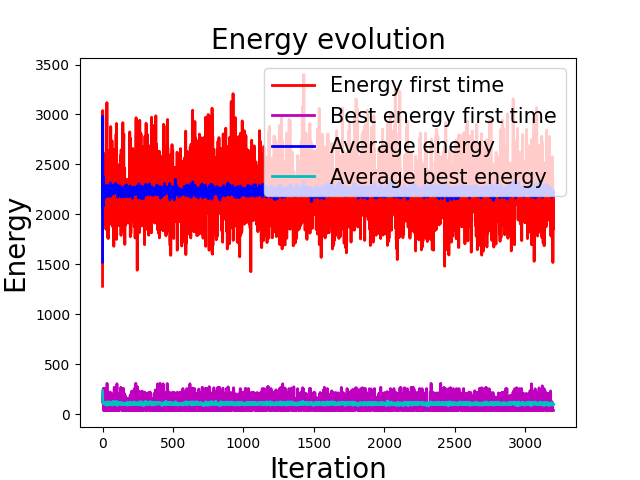 Energy evolution
Energy first time
Best energy first time
Average energy
Average best energy
Energy
3500
3000
2500
2000
1500
1000
500
0
0 500 1000 1500 2000 2500 3000
Iteration